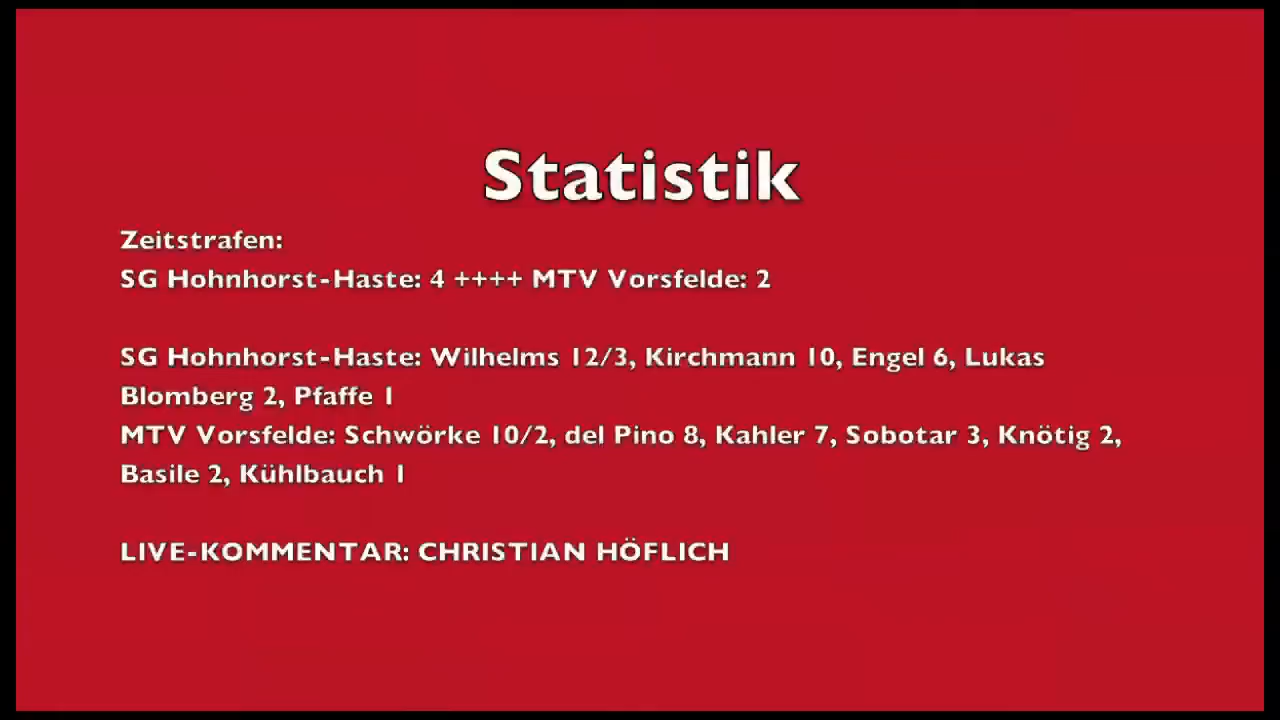 Statistik
Zeitstrafen:
SG Hohnhorst-Haste: 4 ++++ MTV Vorsfelde: 2
SG Hohnhorst-Haste: Wilhelms 12/3, Kirchmann 10, Engel 6, Lukas
Blomberg 2, Pfaffe 1
MTV Vorsfelde: Schwörke 10/2, del Pino 8, Kahler 7, Sobotar 3, Knötig 2,
Basile 2, Kühlbauch 1
LIVE-KOMMENTAR: CHRISTIAN HÖFLICH